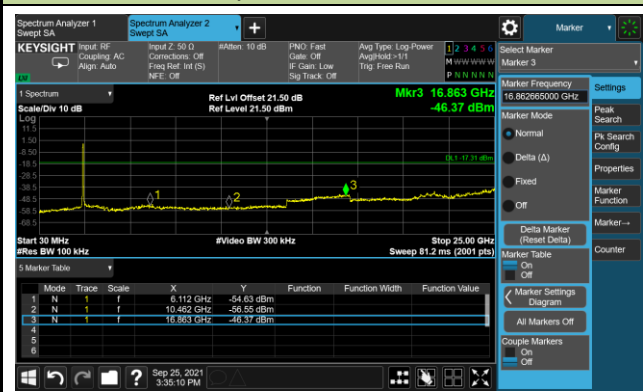 Spectrum Analyzer 1
Swept SA
Spectrum Analyzer 2
Swept SA
+
Marker
KEYSIGHT
Input: RF
Coupling: AC
Align: Auto
Input Z: 50 Ω
Corrections: Off
Freq Ref: Int (S)
NFE: Off
#Atten: 10 dB
PNO: Fast
Gate: Off
IF Gain: Low
Sig Track: Off
Avg Type: Log-Power
Avg|Hold:>1/1
Trig: Free Run
1 2 3 4 5 6
M W W W W W
P N N N N N
LXI
Select Marker
Marker 3
1 Spectrum
Scale/Div 10 dB
Ref Lvl Offset 21.50 dB
Ref Level 21.50 dBm
Mkr3 16.863 GHz
-46.37 dBm
Log
11.5
1.50
-8.50
-18.5
-28.5
-38.5
-48.5
-58.5
-68.5
DL1 -17.31 dBm
1
2
3
Start 30 MHz
#Res BW 100 kHz
#Video BW 300 kHz
Stop 25.00 GHz
Sweep 81.2 ms (2001 pts)
5 Marker Table
Mode Trace Scale X Y Function Function Width Function Value
1 N 1 f 6.112 GHz -54.63 dBm
2 N 1 f 10.462 GHz -56.55 dBm
3 N 1 f 16.863 GHz -46.37 dBm
4
5
6
Marker Frequency
16.862665000 GHz
Marker Mode
Normal
Delta (Δ)
Fixed
Off
Delta Marker
(Reset Delta)
Marker Table
On
Off
Marker Settings
Diagram
All Markers Off
Couple Markers
On
Off
Settings
Peak
Search
Pk Search
Config
Properties
Marker
Function
Marker→
Counter
?
Sep 25, 2021
3:35:10 PM